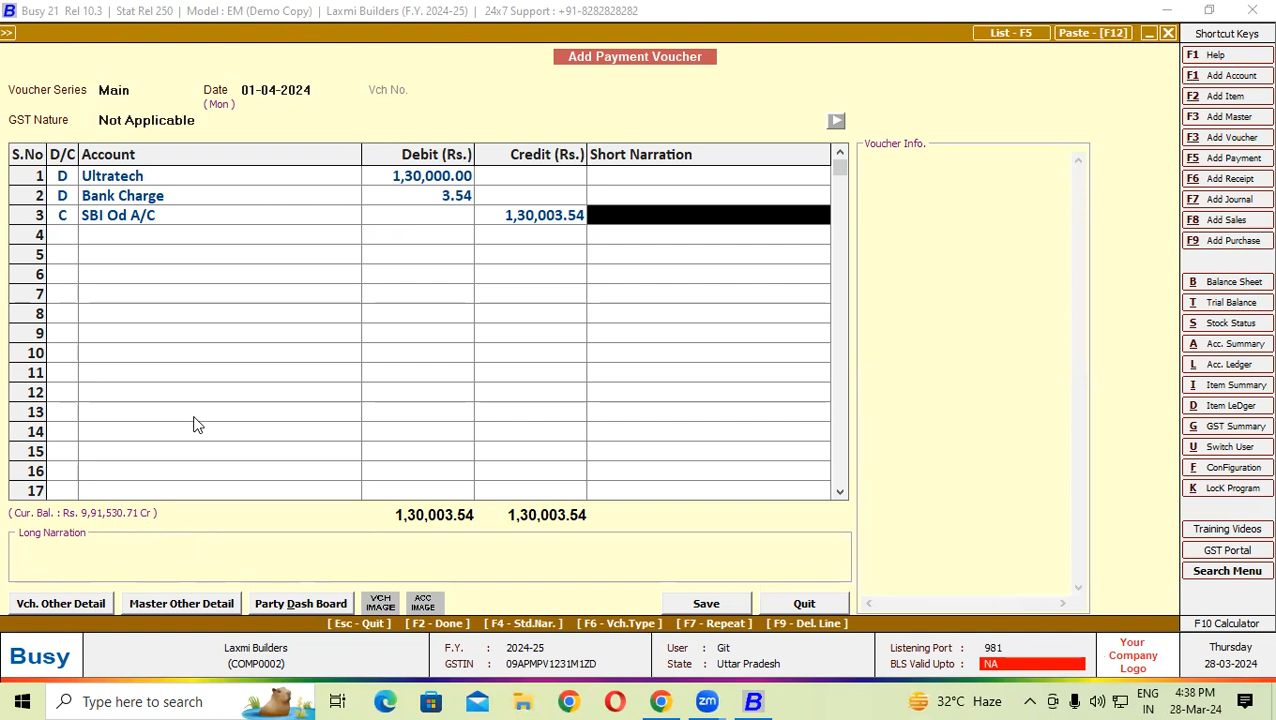 Busy 21 Rel 10.3 | Stat Rel 250 | Model : EM (Demo Copy) | Laxmi Builders (F.Y. 2024-25) | 24x7 Support : +91-8282828282
>> List - F5 Paste - [F12]
Add Payment Voucher
Voucher Series Main Date 01-04-2024 Vch No.
( Mon )
GST Nature Not Applicable
S.No D/C Account Debit (Rs.) Credit (Rs.) Short Narration
1 D Ultratech 1,30,000.00
2 D Bank Charge 3.54
3 C SBI Od A/C 1,30,003.54
4
5
6
7
8
9
10
11
12
13
14
15
16
17
( Cur. Bal. : Rs. 9,91,530.71 Cr ) 1,30,003.54 1,30,003.54
Long Narration
Voucher Info.
Vch. Other Detail Master Other Detail Party Dash Board VCH IMAGE ACC IMAGE Save Quit
[ Esc - Quit ] [ F2 - Done ] [ F4 - Std.Nar. ] [ F6 - Vch.Type ] [ F7 - Repeat ] [ F9 - Del. Line ]
Shortcut Keys
F1 Help
F1 Add Account
F2 Add Item
F3 Add Master
F3 Add Voucher
F5 Add Payment
F6 Add Receipt
F7 Add Journal
F8 Add Sales
F9 Add Purchase
B Balance Sheet
T Trial Balance
S Stock Status
A Acc. Summary
L Acc. Ledger
I Item Summary
D Item LeDger
G GST Summary
U Switch User
F ConFiguration
K LocK Program
Training Videos
GST Portal
Search Menu
F10 Calculator
Busy
Laxmi Builders
(COMP0002)
F.Y. : 2024-25
GSTIN : 09APMPV1231M1ZD
User : Git
State : Uttar Pradesh
Listening Port : 981
BLS Valid Upto : NA
Your
Company
Logo
Thursday
28-03-2024
Type here to search
32°C Haze
ENG
IN
4:38 PM
28-Mar-24